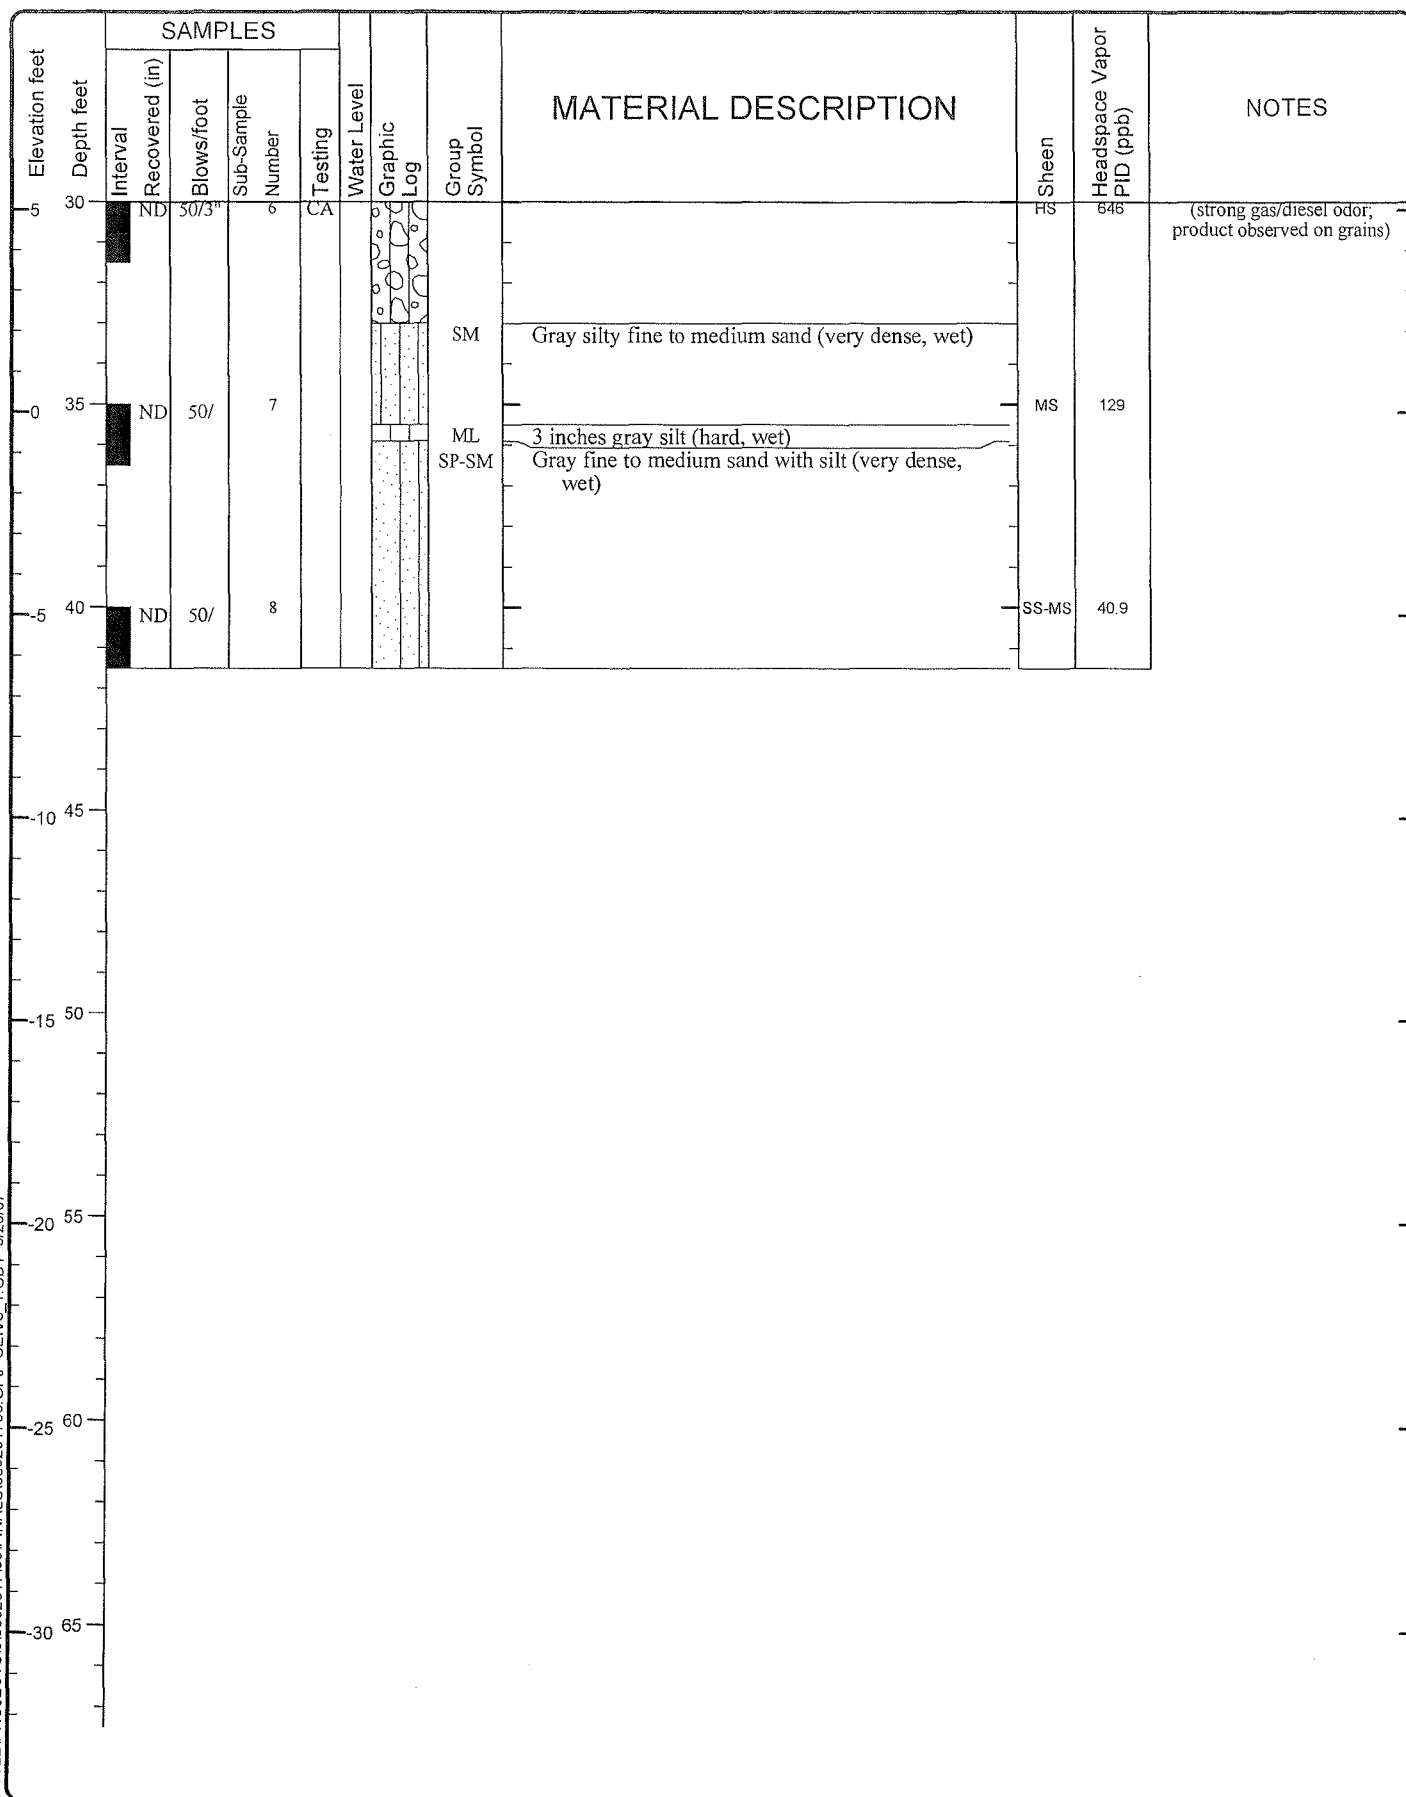 SAMPLES
Elevation feet
Depth feet
Interval
Recovered (in)
Blows/foot
Sub-Sample
Number
Testing
Water Level
Graphic
Log
Group
Symbol
MATERIAL DESCRIPTION
Sheen
Headspace Vapor
PID (ppb)
NOTES
5 30 ND 50/3" 6 CA HS 646 (strong gas/diesel odor;
product observed on grains)
SM Gray silty fine to medium sand (very dense, wet)
0 35 ND 50/ 7 MS 129
ML 3 inches gray silt (hard, wet)
SP-SM Gray fine to medium sand with silt (very dense,
wet)
-5 40 ND 50/ 8 SS-MS 40.9
-10 45
-15 50
-20 55
-25 60
-30 65